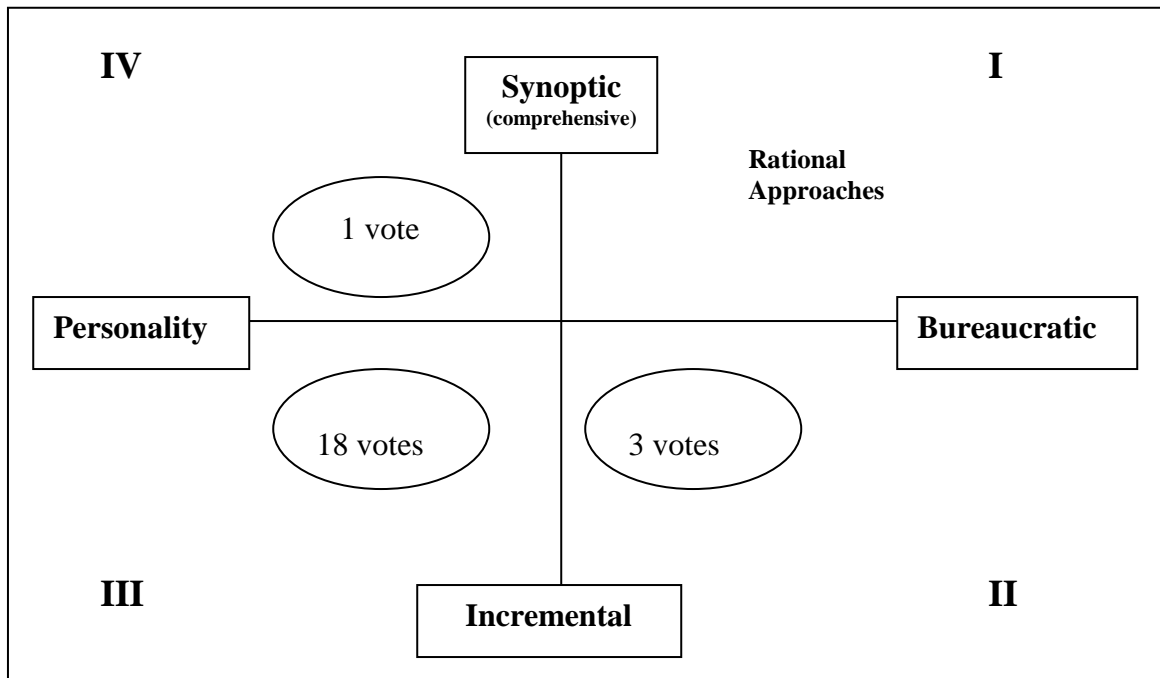 IV
I
Synoptic
(comprehensive)
Rational
Approaches
1 vote
Personality
Bureaucratic
18 votes
3 votes
III
II
Incremental